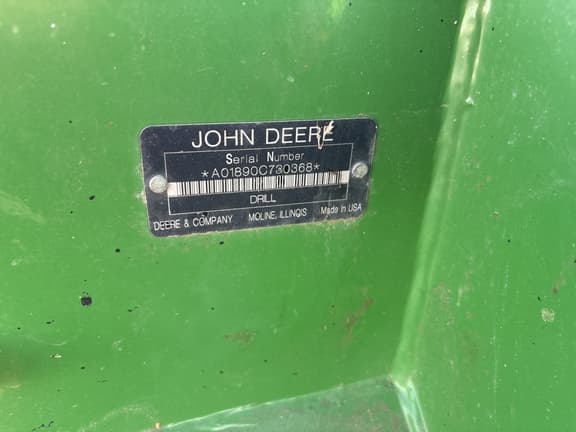 JOHN DEERE
Serial Number
*A01890C730368*
DRILL
DEERE & COMPANY MOLINE, ILLINOIS Made in USA